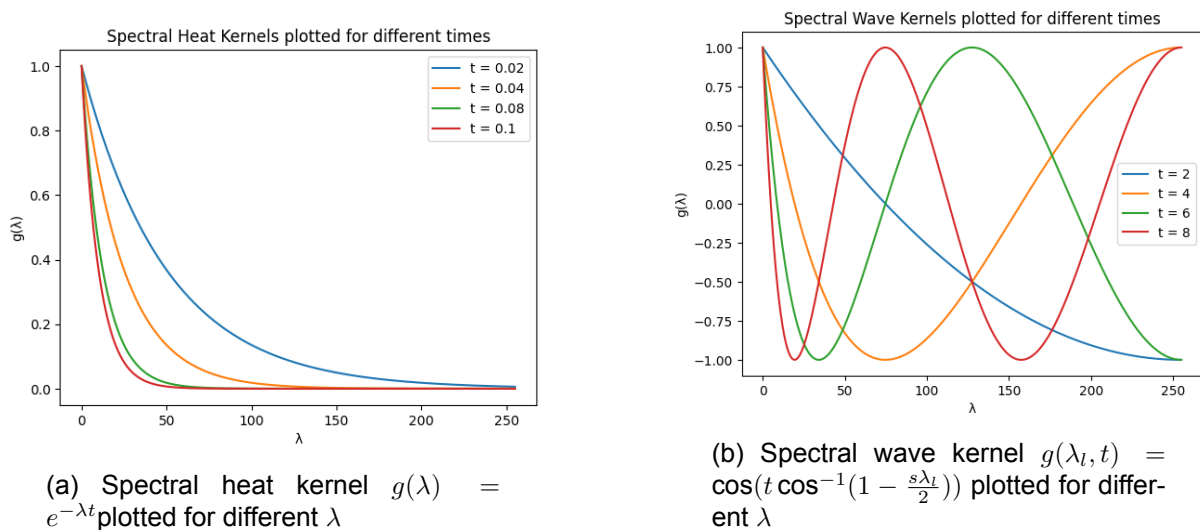 Spectral Heat Kernels plotted for different times
1.0
0.8
0.6
0.4
0.2
0.0
g(λ)
t = 0.02
t = 0.04
t = 0.08
t = 0.1
0 50 100 150 200 250
λ
(a) Spectral heat kernel g(λ) =
e^{-λt}plotted for different λ
Spectral Wave Kernels plotted for different times
1.00
0.75
0.50
0.25
0.00
−0.25
−0.50
−0.75
−1.00
g(λ)
t = 2
t = 4
t = 6
t = 8
0 50 100 150 200 250
λ
(b) Spectral wave kernel g(λ_l, t) =
cos(t cos^{-1}(1 − \frac{sλ_l}{2})) plotted for differ-
ent λ